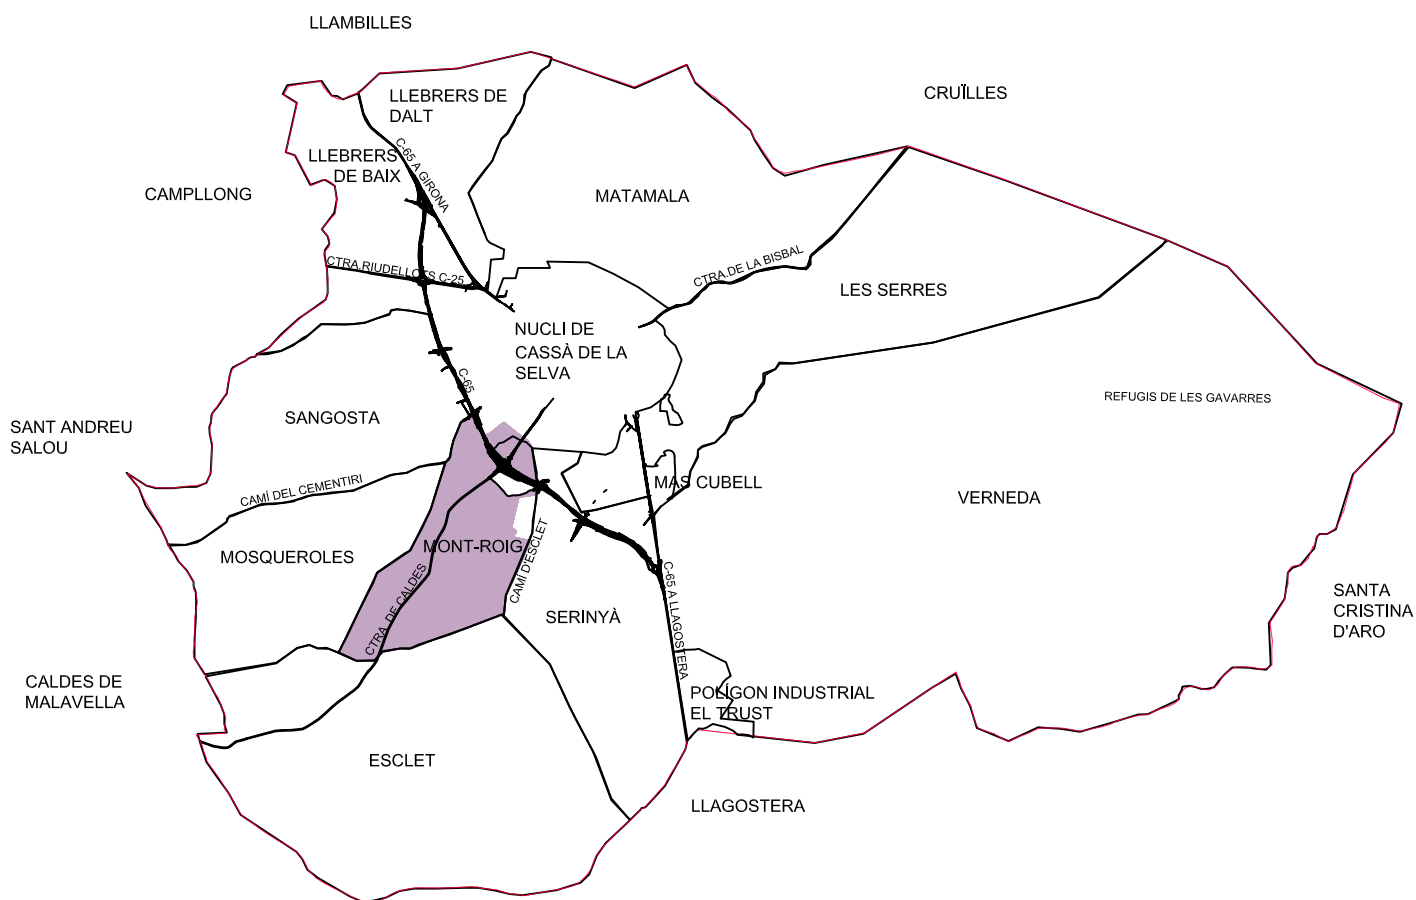 LLAMBILLES
LLEBRERS DE
DALT
CRUÏLLES
C-65 A GIRONA
LLEBRERS
DE BAIX
CAMPLLONG
MATAMALA
CTRA.DE LA BISBAL
CTRA.RIUDELLOTS C-25
LES SERRES
NUCLI DE
CASSÀ DE LA
SELVA
C-65
REFUGIS DE LES GAVARRES
SANGOSTA
SANT ANDREU
SALOU
CAMÍ DEL CEMENTIRI
MAS CUBELL
VERNEDA
MOSQUEROLES
MONT-ROIG
CAMÍ D'ESCLET
CTRA. DE CALDES
C-65 A LLAGOSTERA
SERINYÀ
SANTA
CRISTINA
D'ARO
CALDES DE
MALAVELLA
POLÍGON INDUSTRIAL
EL TRUST
ESCLET
LLAGOSTERA